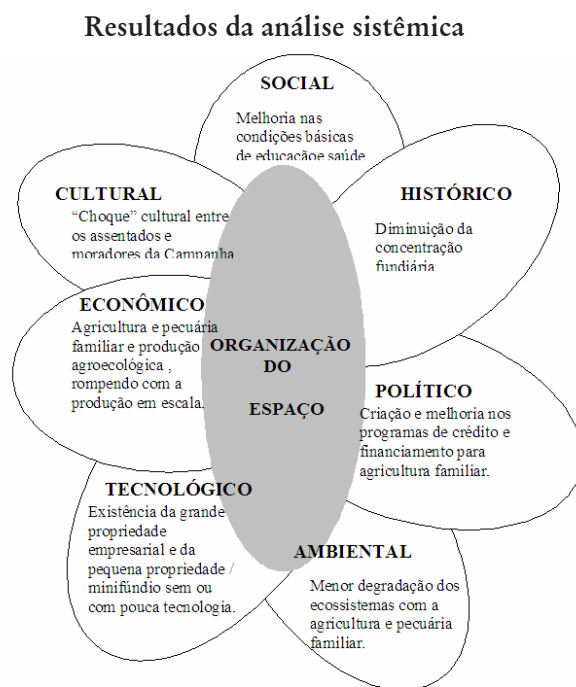 Resultados da análise sistêmica
SOCIAL
Melhoria nas
condições básicas
de educaçãoe saúde
CULTURAL
“Choque” cultural entre
os assentados e
moradores da Campanha
HISTÓRICO
Diminuição da
concentração
fundiária
ECONÔMICO
Agricultura e pecuária
familiar e produção
agroecológica ,
rompendo com a
produção em escala.
ORGANIZAÇÃO
DO
ESPAÇO
POLÍTICO
Criação e melhoria nos
programas de crédito e
financiamento para
agricultura familiar.
TECNOLÓGICO
Existência da grande
propriedade
empresarial e da
pequena propriedade /
minifúndio sem ou
com pouca tecnologia.
AMBIENTAL
Menor degradação dos
ecossistemas com a
agricultura e pecuária
familiar.